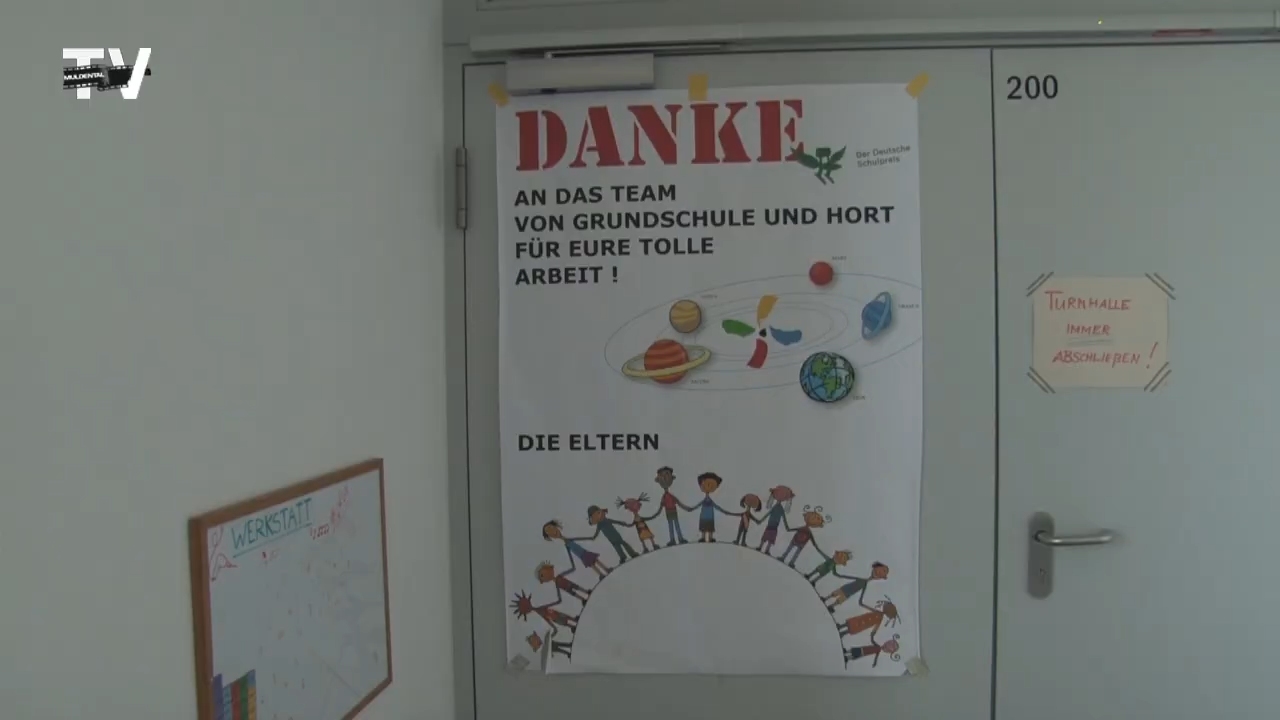 TV
MULDENTAL
200
DANKE
Der Deutsche
Schulpreis
AN DAS TEAM
VON GRUNDSCHULE UND HORT
FÜR EURE TOLLE
ARBEIT !
TURNHALLE
IMMER
ABSCHLIEßEN!
DIE ELTERN
WERKSTATT